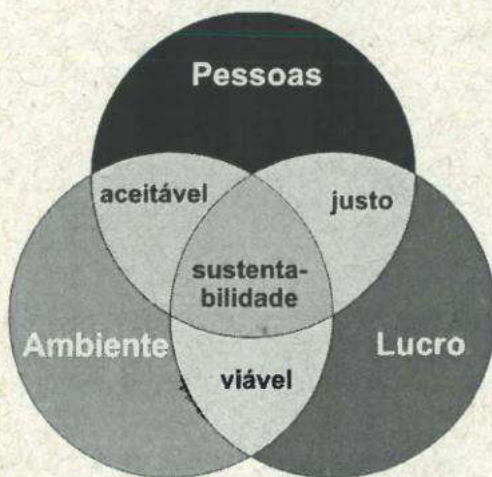 Pessoas
aceitável
justo
sustenta-
bilidade
Ambiente
Lucro
viável